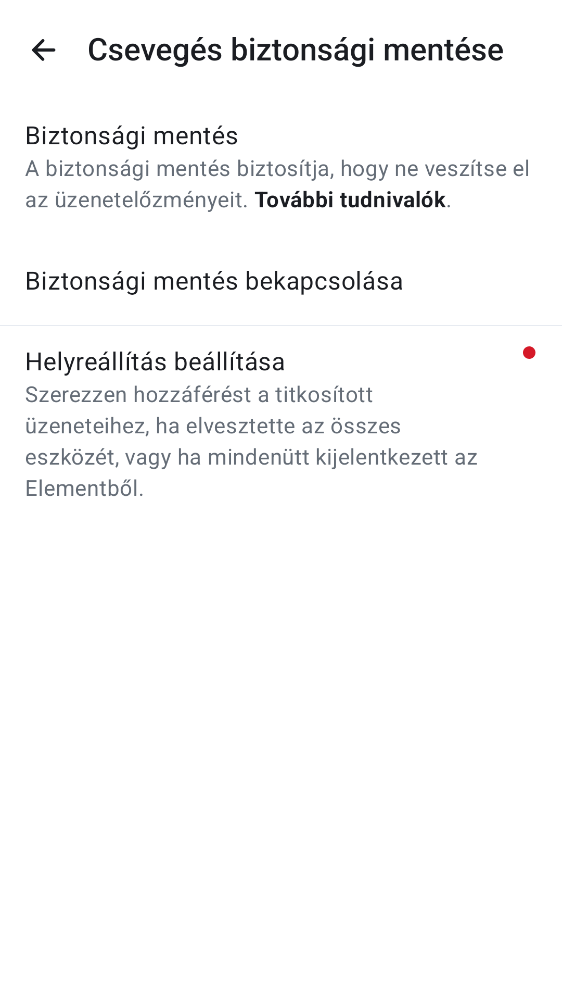 Csevegés biztonsági mentése
Biztonsági mentés
A biztonsági mentés biztosítja, hogy ne veszítse el
az üzenetelőzményeit. További tudnivalók.
Biztonsági mentés bekapcsolása
Helyreállítás beállítása
Szerezzen hozzáférést a titkosított
üzeneteihez, ha elvesztette az összes
eszközét, vagy ha mindenütt kijelentkezett az
Elementből.